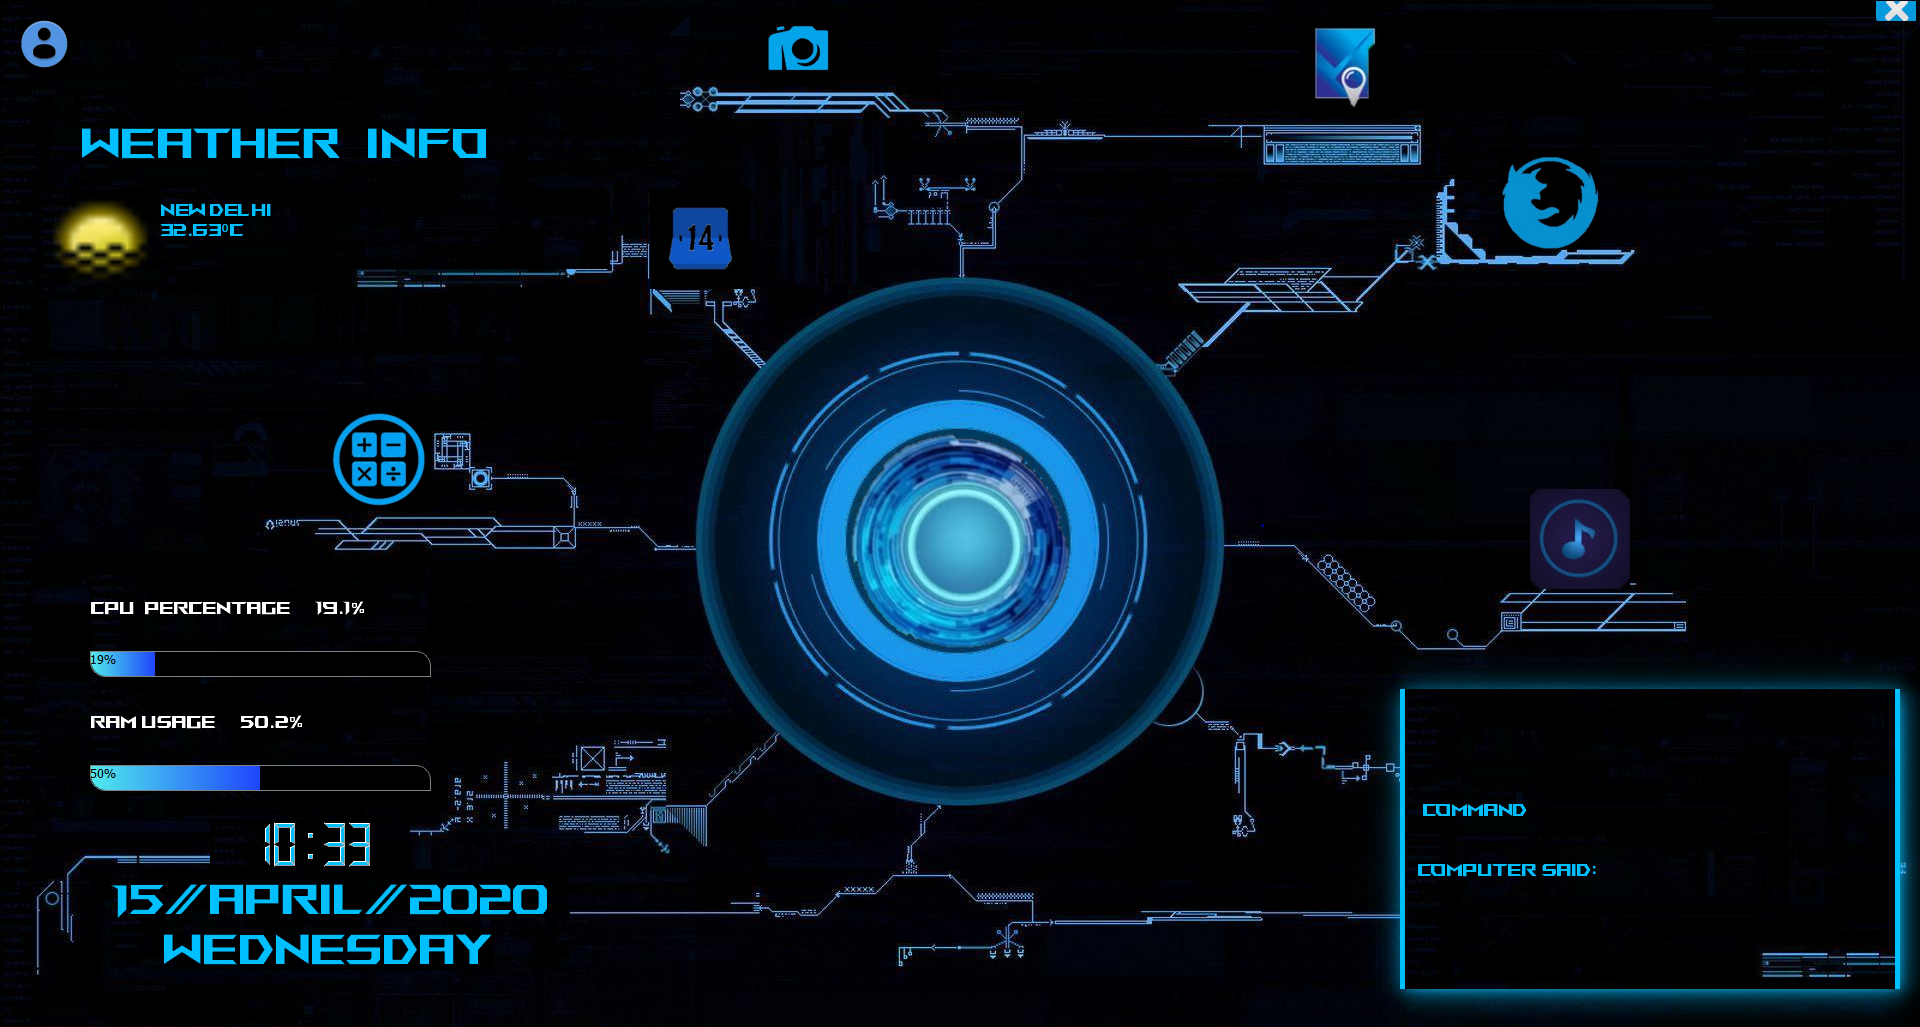 WEATHER INFO
NEW DELHI
32.63°C
14
CPU PERCENTAGE 19.1%
19%
RAM USAGE 50.2%
50%
10:33
15//APRIL//2020
WEDNESDAY
COMMAND
COMPUTER SAID: